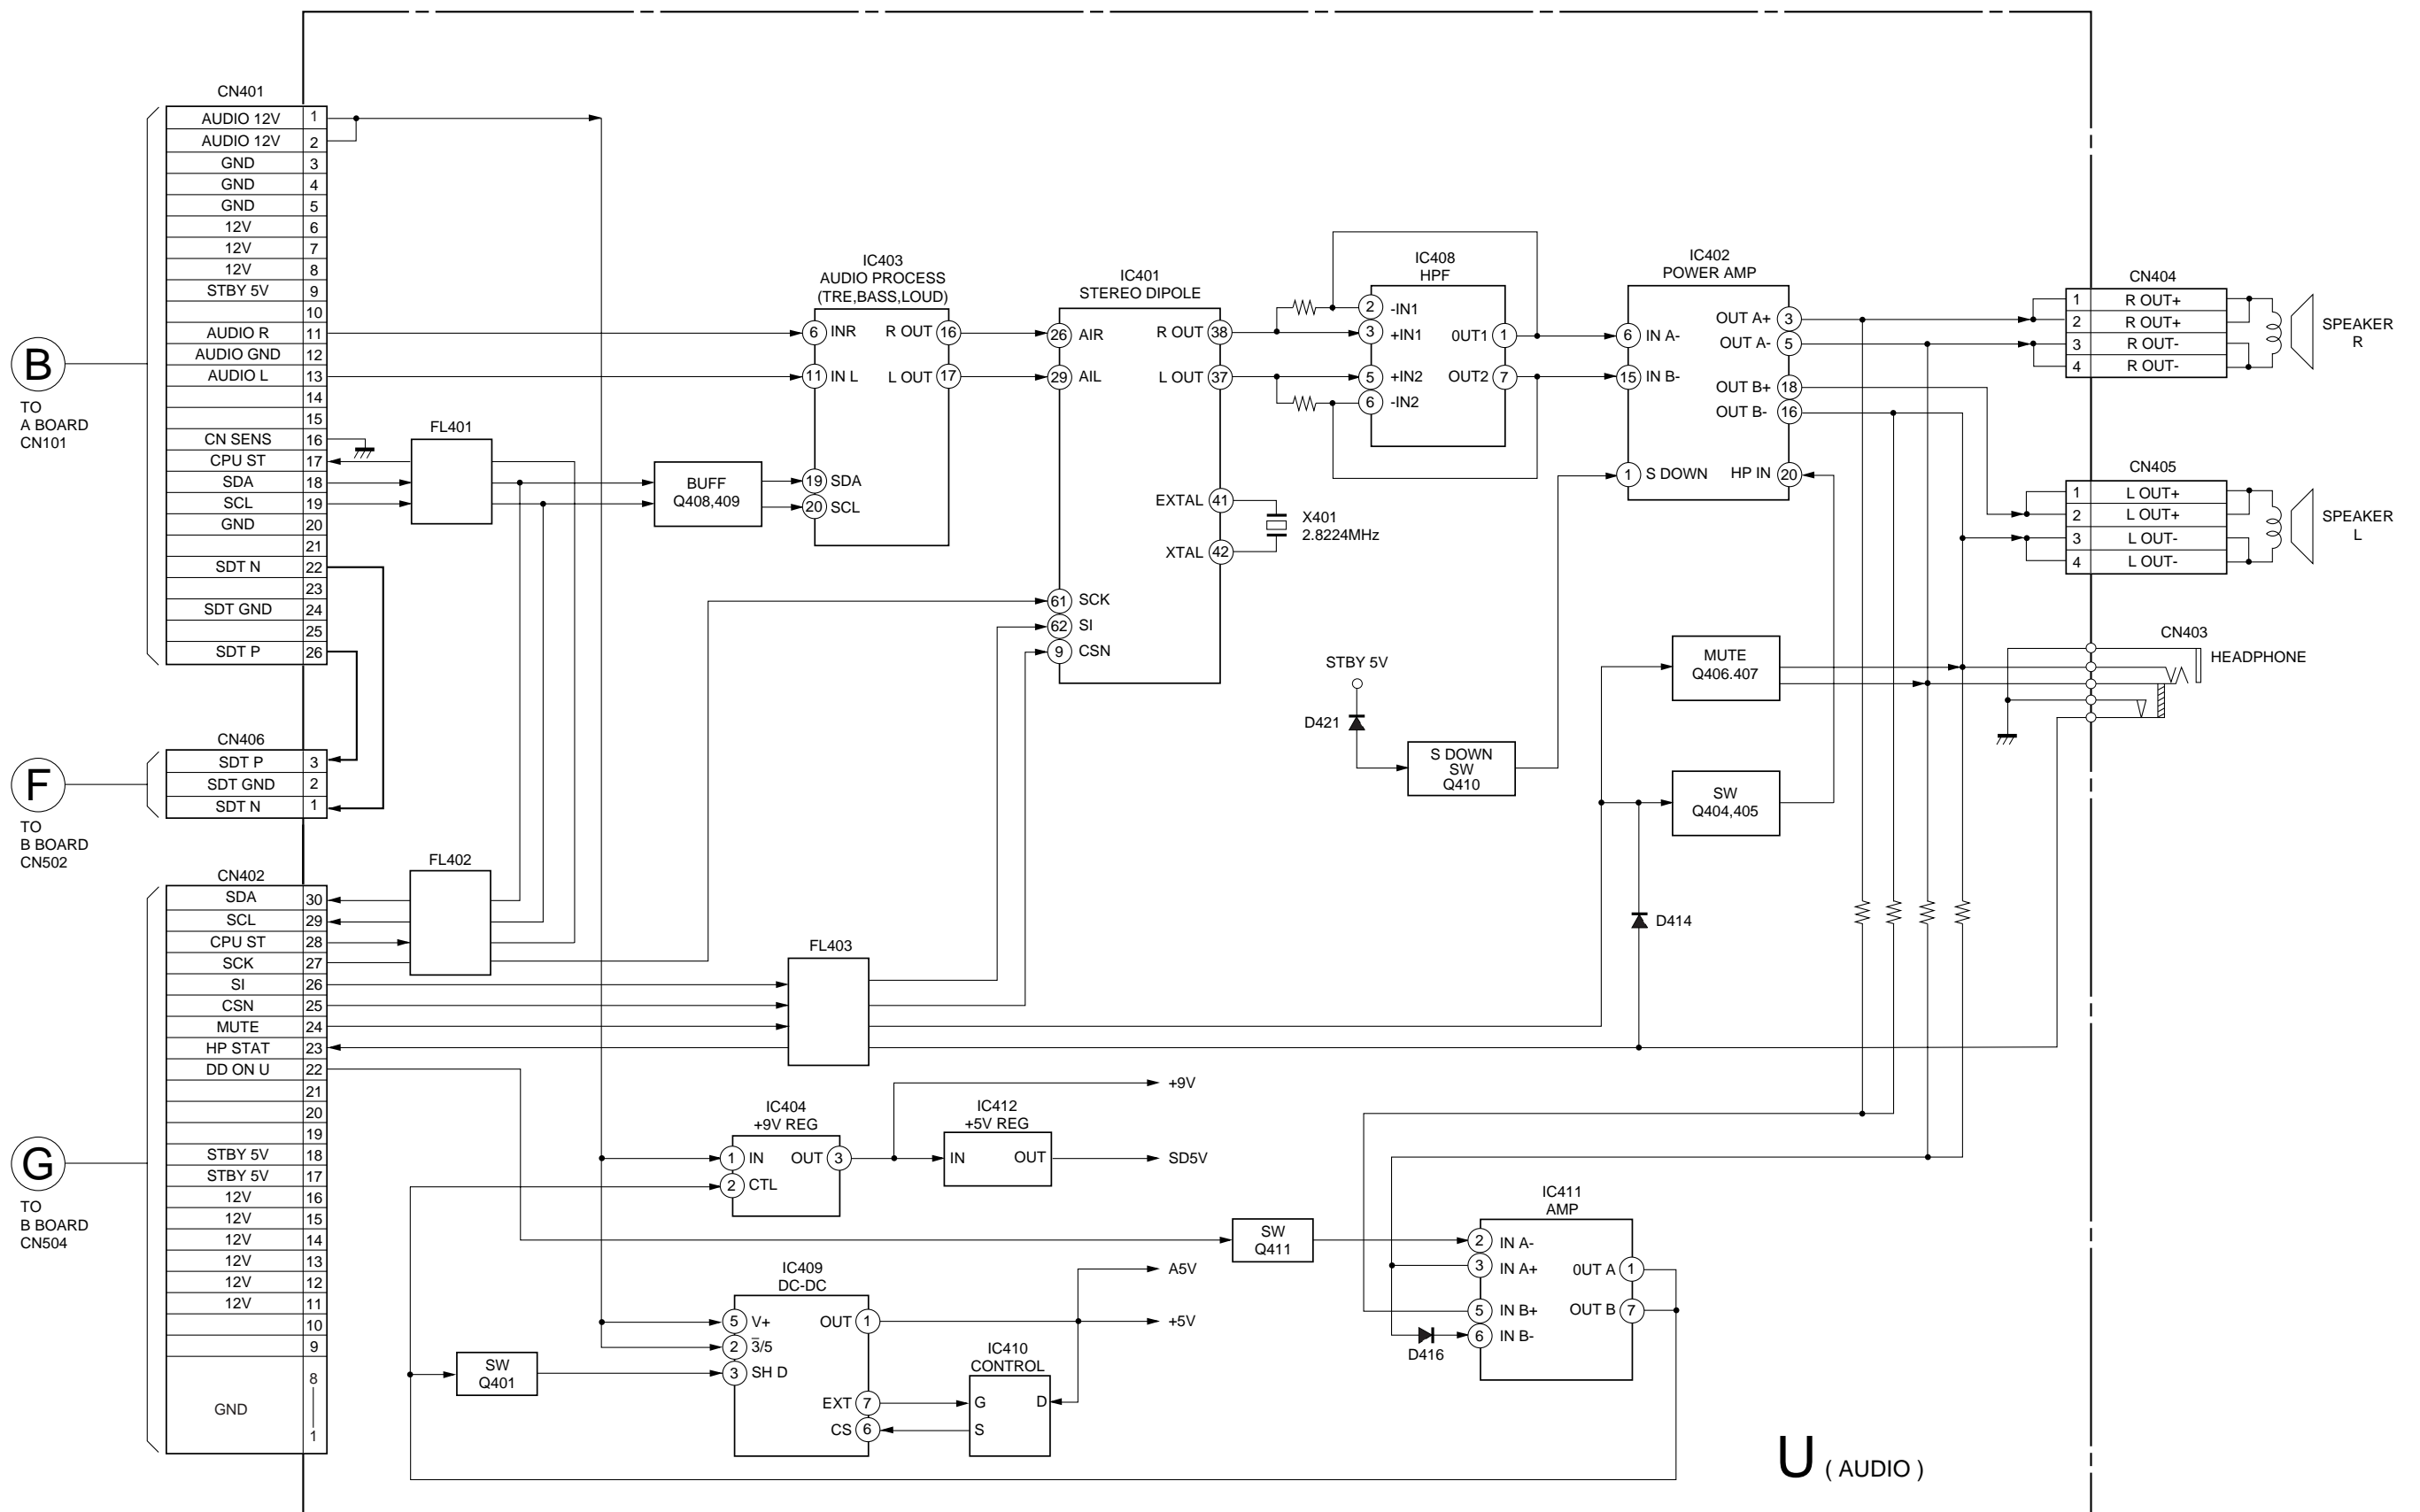 CN401
AUDIO 12V 1
AUDIO 12V 2
GND 3
GND 4
GND 5
12V 6
12V 7
12V 8
STBY 5V 9
10
AUDIO R 11
AUDIO GND 12
AUDIO L 13
14
15
CN SENS 16
CPU ST 17
SDA 18
SCL 19
GND 20
21
SDT N 22
23
SDT GND 24
25
SDT P 26
B
TO
A BOARD
CN101
CN406
SDT P 3
SDT GND 2
SDT N 1
F
TO
B BOARD
CN502
CN402
SDA 30
SCL 29
CPU ST 28
SCK 27
SI 26
CSN 25
MUTE 24
HP STAT 23
DD ON U 22
21
20
19
STBY 5V 18
STBY 5V 17
12V 16
12V 15
12V 14
12V 13
12V 12
12V 11
10
9
8
GND
1
G
TO
B BOARD
CN504
FL401
FL402
FL403
BUFF
Q408,409
IC403
AUDIO PROCESS
(TRE,BASS,LOUD)
6 INR R OUT 16
11 IN L L OUT 17
19 SDA
20 SCL
IC401
STEREO DIPOLE
26 AIR R OUT 38
29 AIL L OUT 37
EXTAL 41
XTAL 42
61 SCK
62 SI
9 CSN
X401
2.8224MHz
IC408
HPF
2 -IN1
3 +IN1 0UT1 1
5 +IN2 OUT2 7
6 -IN2
IC402
POWER AMP
OUT A+ 3
6 IN A- OUT A- 5
15 IN B- OUT B+ 18
OUT B- 16
1 S DOWN HP IN 20
CN404
1 R OUT+
2 R OUT+
3 R OUT-
4 R OUT-
SPEAKER
R
CN405
1 L OUT+
2 L OUT+
3 L OUT-
4 L OUT-
SPEAKER
L
CN403
HEADPHONE
STBY 5V
D421
S DOWN
SW
Q410
MUTE
Q406.407
SW
Q404,405
D414
IC404
+9V REG
1 IN OUT 3
2 CTL
IC412
+5V REG
IN OUT
+9V
SD5V
SW
Q411
IC409
DC-DC
5 V+ OUT 1
2 3̅/5
3 SH D
EXT 7
CS 6
A5V
+5V
IC410
CONTROL
G D
S
SW
Q401
IC411
AMP
2 IN A-
3 IN A+ 0UT A 1
5 IN B+ OUT B 7
6 IN B-
D416
U ( AUDIO )